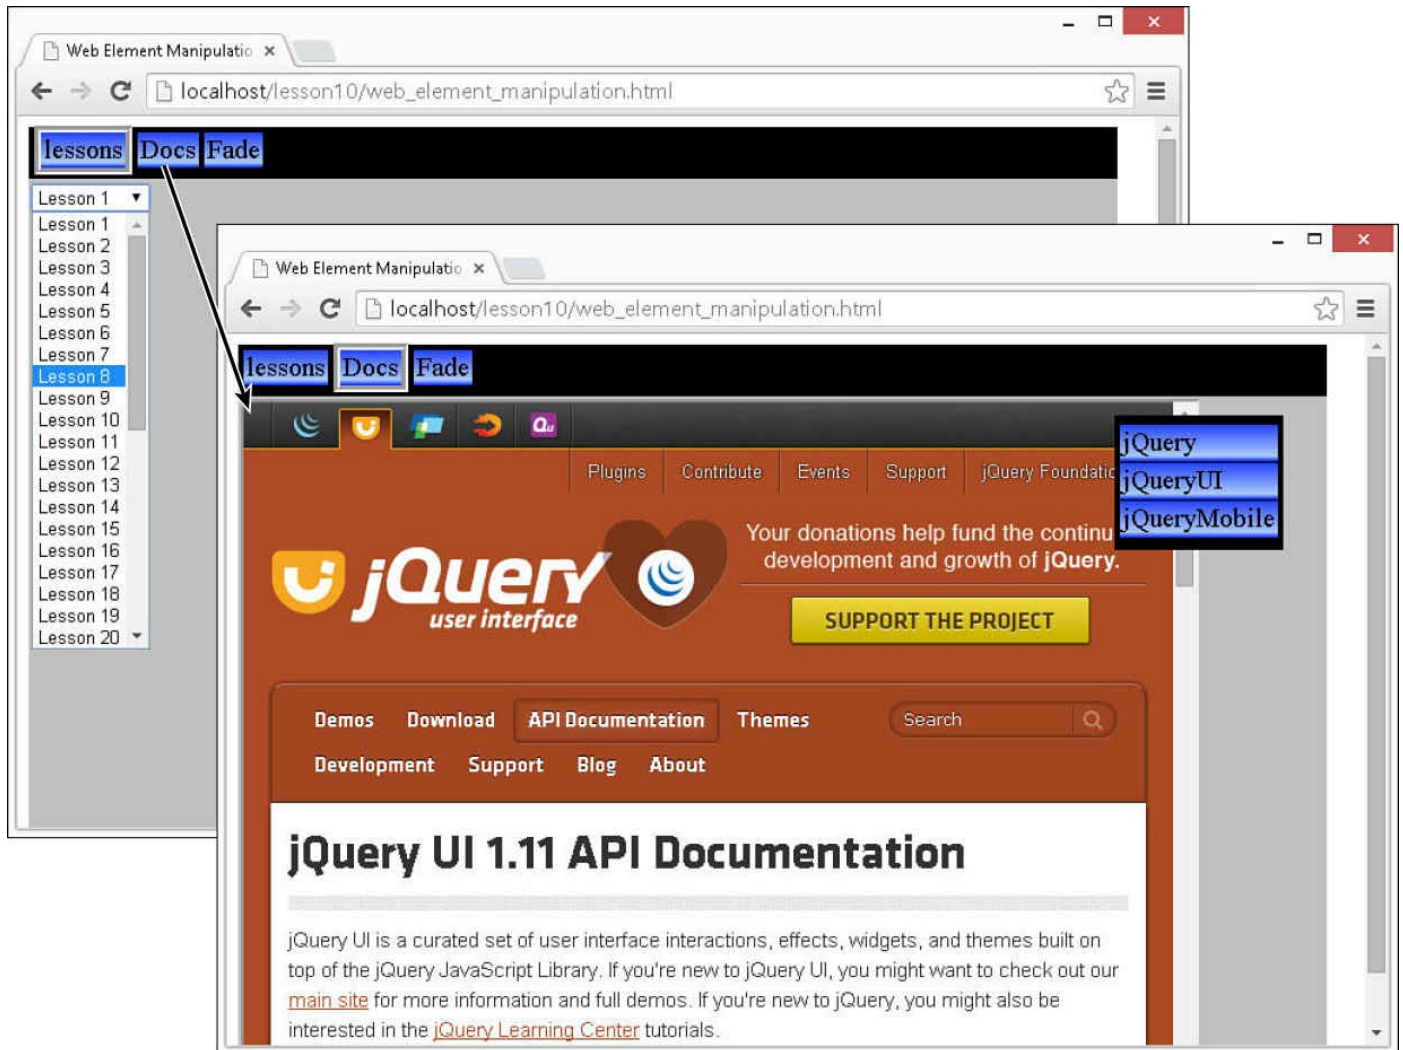 Web Element Manipulatio
localhost/lesson10/web_element_manipulation.html
lessons Docs Fade
Lesson 1
Lesson 1
Lesson 2
Lesson 3
Lesson 4
Lesson 5
Lesson 6
Lesson 7
Lesson 8
Lesson 9
Lesson 10
Lesson 11
Lesson 12
Lesson 13
Lesson 14
Lesson 15
Lesson 16
Lesson 17
Lesson 18
Lesson 19
Lesson 20
Web Element Manipulatio
localhost/lesson10/web_element_manipulation.html
lessons Docs Fade
Qu
Plugins Contribute Events Support jQuery Foundatic
jQuery
jQueryUI
jQueryMobile
jQuery
user interface
Your donations help fund the continu
development and growth of jQuery.
SUPPORT THE PROJECT
Demos Download API Documentation Themes Search
Development Support Blog About
jQuery UI 1.11 API Documentation
jQuery UI is a curated set of user interface interactions, effects, widgets, and themes built on
top of the jQuery JavaScript Library. If you're new to jQuery UI, you might want to check out our
main site for more information and full demos. If you're new to jQuery, you might also be
interested in the jQuery Learning Center tutorials.